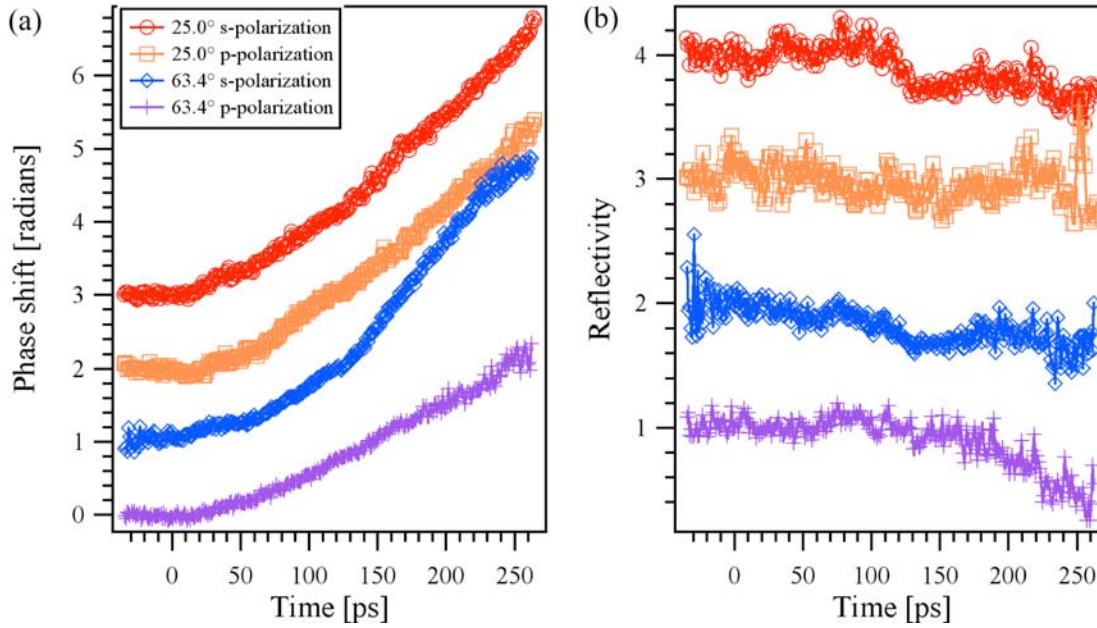 (a)
25.0° s-polarization
25.0° p-polarization
63.4° s-polarization
63.4° p-polarization
6
5
4
3
2
1
0
Phase shift [radians]
0 50 100 150 200 250
Time [ps]
(b)
4
3
2
1
Reflectivity
0 50 100 150 200 250
Time [ps]